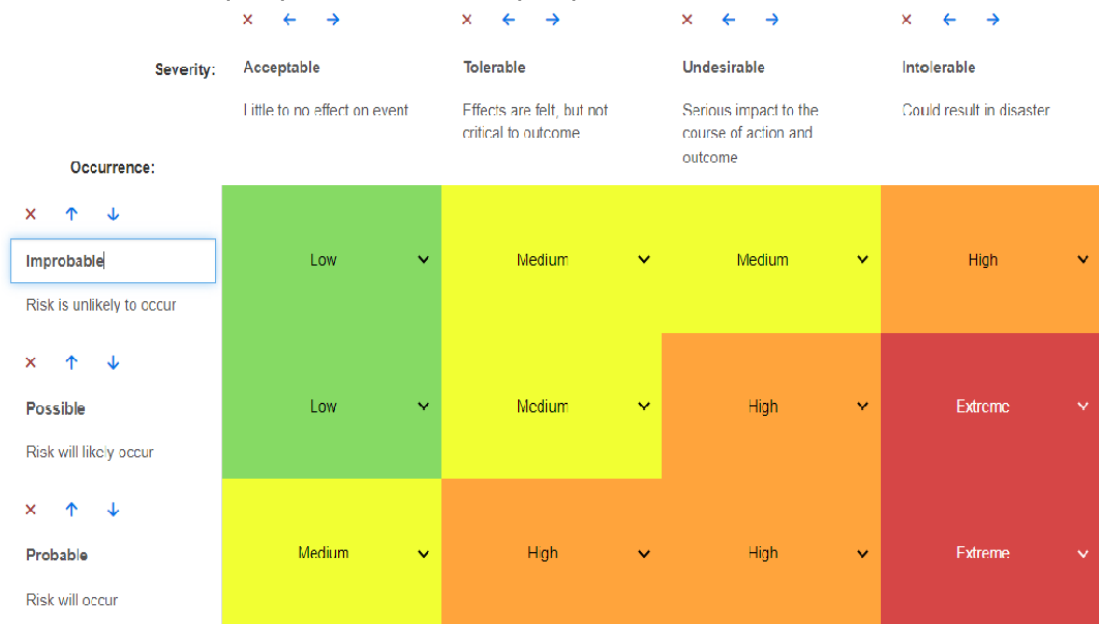 Severity:
Acceptable
Tolerable
Undesirable
Intolerable
Little to no effect on event
Effects are felt, but not
critical to outcome
Serious impact to the
course of action and
outcome
Could result in disaster
Occurrence:
Improbable
Risk is unlikely to occur
Low
Medium
Medium
High
Possible
Risk will likely occur
Low
Medium
High
Extreme
Probable
Risk will occur
Medium
High
High
Extreme